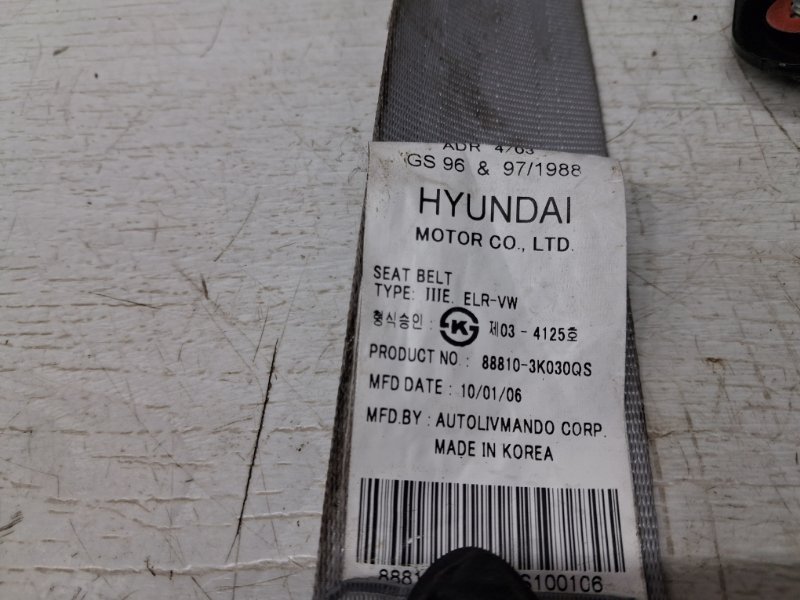 ADR 4/03
GS 96 & 97/1988
HYUNDAI
MOTOR CO., LTD.
SEAT BELT
TYPE: IIIE, ELR-VW
형식승인 : K 제03 - 4125호
PRODUCT NO. : 88810-3K030QS
MFD DATE : 10/01/06
MFD.BY : AUTOLIVMANDO CORP.
MADE IN KOREA